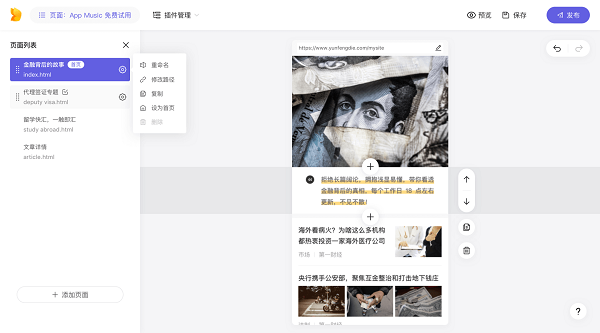 页面：App Music 免费试用
插件管理
预览
保存
发布
页面列表
金融背后的故事
首页
index.html
代理签证专题
deputy visa.html
留学快汇，一触即汇
study abroad.html
文章详情
article.html
添加页面
重命名
修改路径
复制
设为首页
删除
https://www.yunfengdie.com/mysite
拒绝长篇阔论，拥抱浅显易懂。带你看透
金融背后的真相。每个工作日 18 点左右
更新，不见不散！
海外看病火？为啥这么多机构
都热衷投资一家海外医疗公司
市场
第一财经
央行携手公安部，聚焦互金整治和打击地下钱庄
第一财经
?